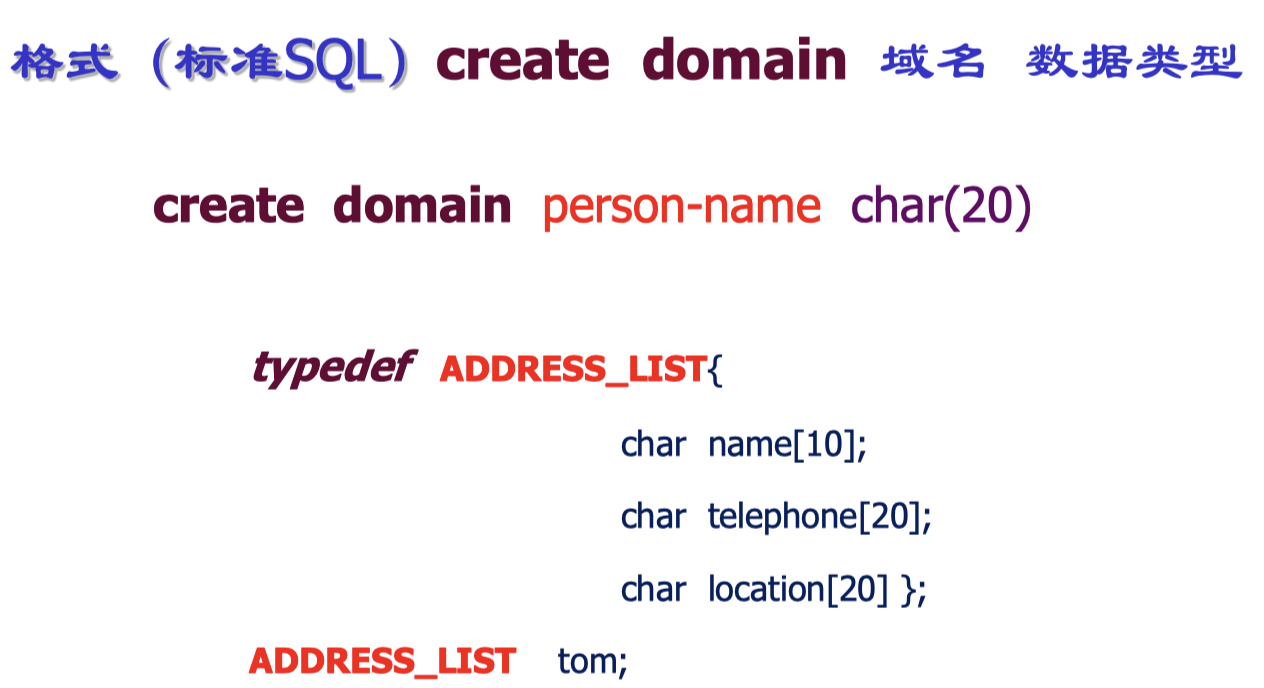 格式（标准SQL）create domain 域名 数据类型
create domain person-name char(20)
typedef ADDRESS_LIST{
char name[10];
char telephone[20];
char location[20] };
ADDRESS_LIST tom;